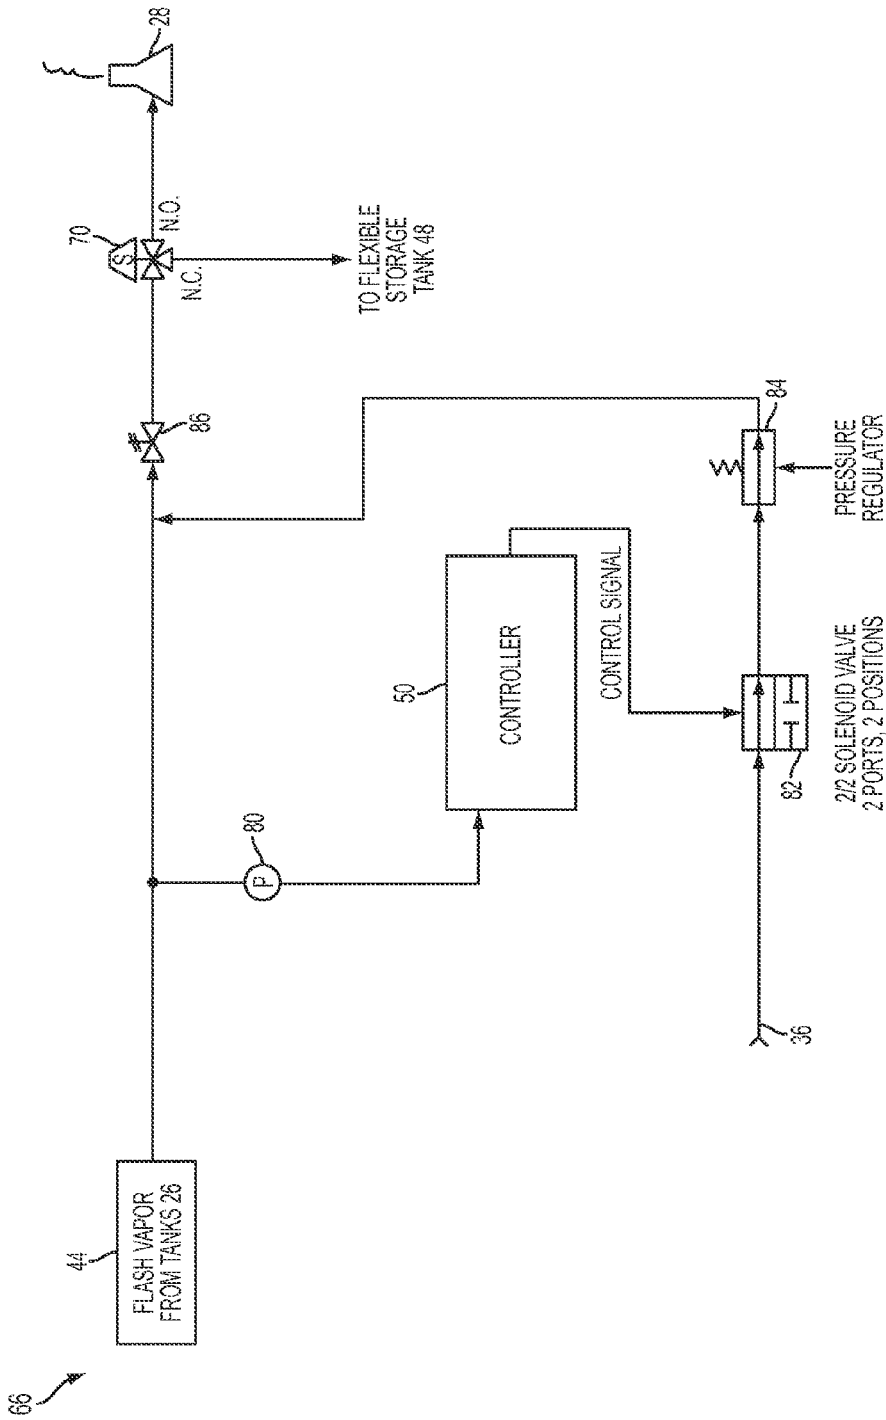 66
44
FLASH VAPOR
FROM TANKS 26
80
P
86
70
S
N.O.
N.C.
28
TO FLEXIBLE
STORAGE
TANK 48
50
CONTROLLER
CONTROL SIGNAL
36
82
2/2 SOLENOID VALVE
2 PORTS, 2 POSITIONS
84
PRESSURE
REGULATOR